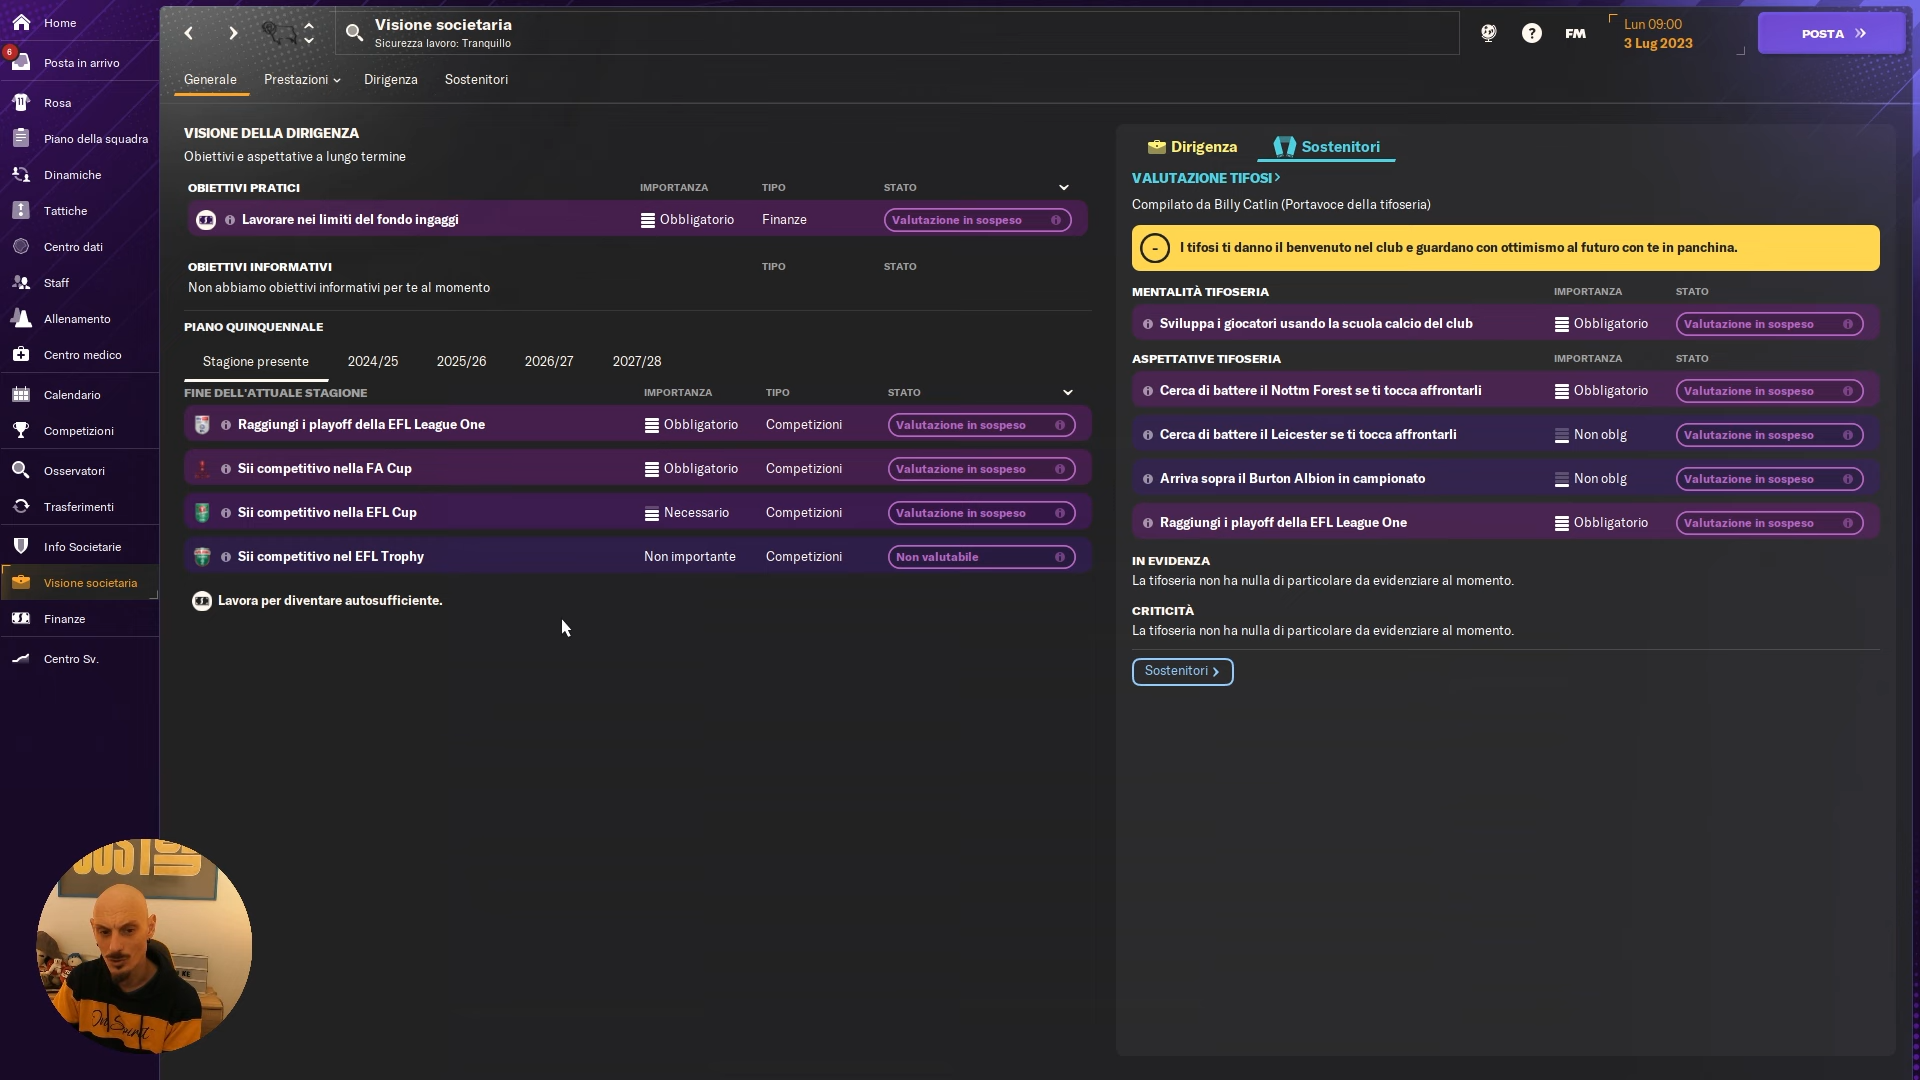 Home
6
Posta in arrivo
Rosa
Piano della squadra
Dinamiche
Tattiche
Centro dati
Staff
Allenamento
Centro medico
Calendario
Competizioni
Osservatori
Trasferimenti
Info Societarie
Visione societaria
Finanze
Centro Sv.
Visione societaria
Sicurezza lavoro: Tranquillo
FM
Lun 09:00
3 Lug 2023
POSTA
Generale Prestazioni Dirigenza Sostenitori
VISIONE DELLA DIRIGENZA
Obiettivi e aspettative a lungo termine
OBIETTIVI PRATICI IMPORTANZA TIPO STATO
Lavorare nei limiti del fondo ingaggi Obbligatorio Finanze Valutazione in sospeso
OBIETTIVI INFORMATIVI TIPO STATO
Non abbiamo obiettivi informativi per te al momento
PIANO QUINQUENNALE
Stagione presente 2024/25 2025/26 2026/27 2027/28
FINE DELL'ATTUALE STAGIONE IMPORTANZA TIPO STATO
Raggiungi i playoff della EFL League One Obbligatorio Competizioni Valutazione in sospeso
Sii competitivo nella FA Cup Obbligatorio Competizioni Valutazione in sospeso
Sii competitivo nella EFL Cup Necessario Competizioni Valutazione in sospeso
Sii competitivo nel EFL Trophy Non importante Competizioni Non valutabile
Lavora per diventare autosufficiente.
Dirigenza Sostenitori
VALUTAZIONE TIFOSI
Compilato da Billy Catlin (Portavoce della tifoseria)
- I tifosi ti danno il benvenuto nel club e guardano con ottimismo al futuro con te in panchina.
MENTALITÀ TIFOSERIA IMPORTANZA STATO
Sviluppa i giocatori usando la scuola calcio del club Obbligatorio Valutazione in sospeso
ASPETTATIVE TIFOSERIA IMPORTANZA STATO
Cerca di battere il Nottm Forest se ti tocca affrontarli Obbligatorio Valutazione in sospeso
Cerca di battere il Leicester se ti tocca affrontarli Non oblg Valutazione in sospeso
Arriva sopra il Burton Albion in campionato Non oblg Valutazione in sospeso
Raggiungi i playoff della EFL League One Obbligatorio Valutazione in sospeso
IN EVIDENZA
La tifoseria non ha nulla di particolare da evidenziare al momento.
CRITICITÀ
La tifoseria non ha nulla di particolare da evidenziare al momento.
Sostenitori